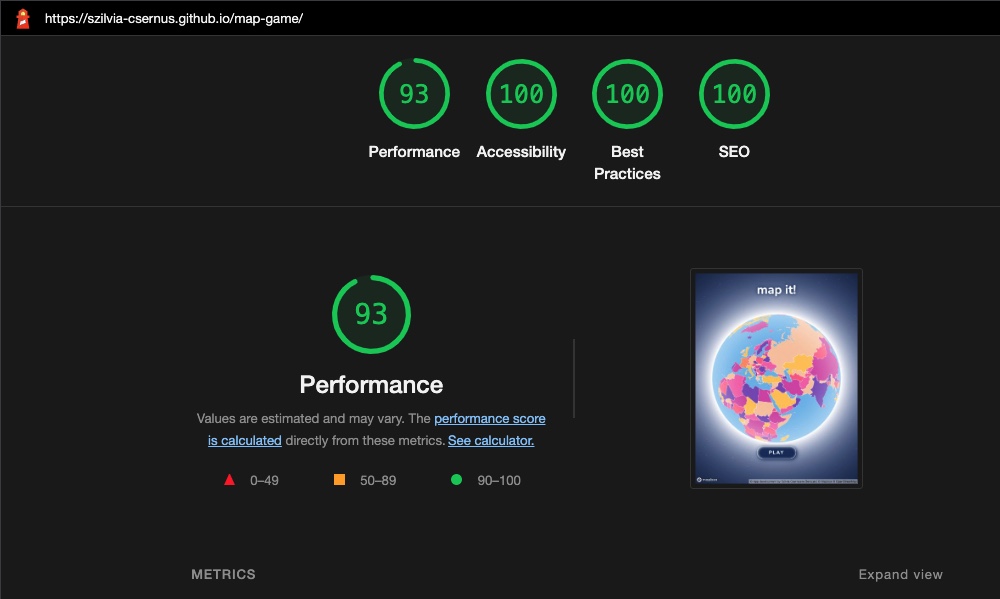 https://szilvia-csernus.github.io/map-game/
93
100
100
100
Performance
Accessibility
Best
Practices
SEO
93
Performance
Values are estimated and may vary. The performance score
is calculated directly from these metrics. See calculator.
0–49
50–89
90–100
map it!
PLAY
mapbox
METRICS
Expand view